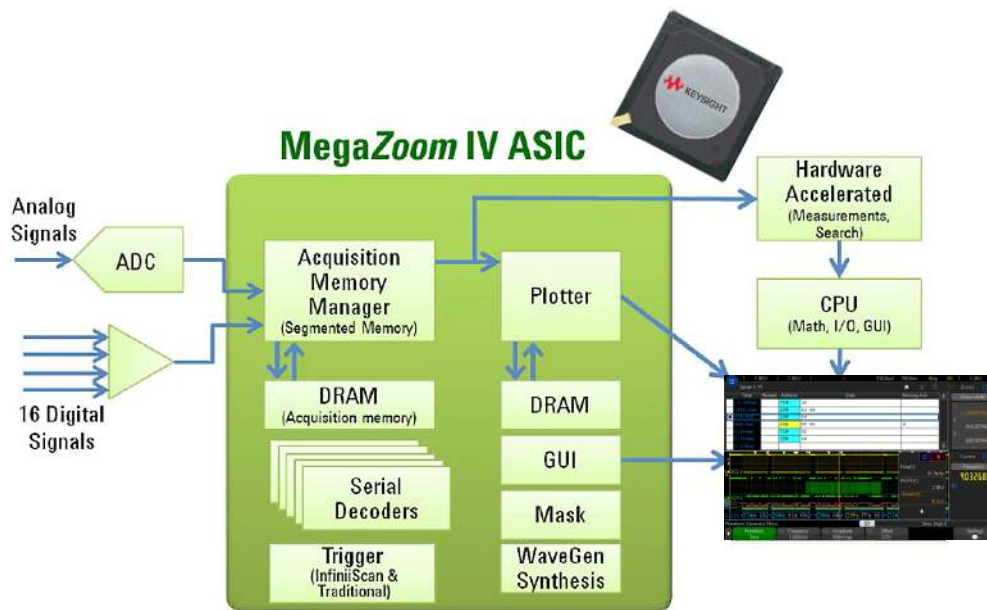 KEYSIGHT
MegaZoom IV ASIC
Analog
Signals
ADC
16 Digital
Signals
Acquisition
Memory
Manager
(Segmented Memory)
DRAM
(Acquisition memory)
Serial
Decoders
Trigger
(InfiniiScan &
Traditional)
Plotter
DRAM
GUI
Mask
WaveGen
Synthesis
Hardware
Accelerated
(Measurements,
Search)
CPU
(Math, I/O, GUI)